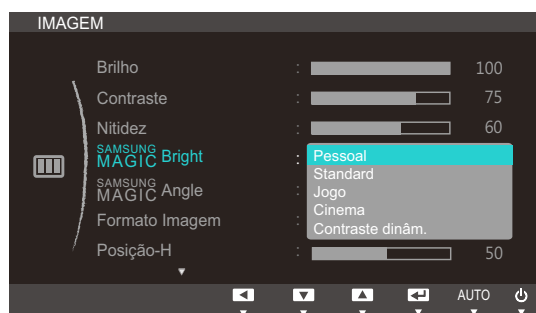 IMAGEM
Brilho : 100
Contraste : 75
Nitidez : 60
SAMSUNG MAGIC Bright : Pessoal
Standard
SAMSUNG MAGIC Angle : Jogo
Cinema
Formato Imagem : Contraste dinâm.
Posição-H : 50
AUTO